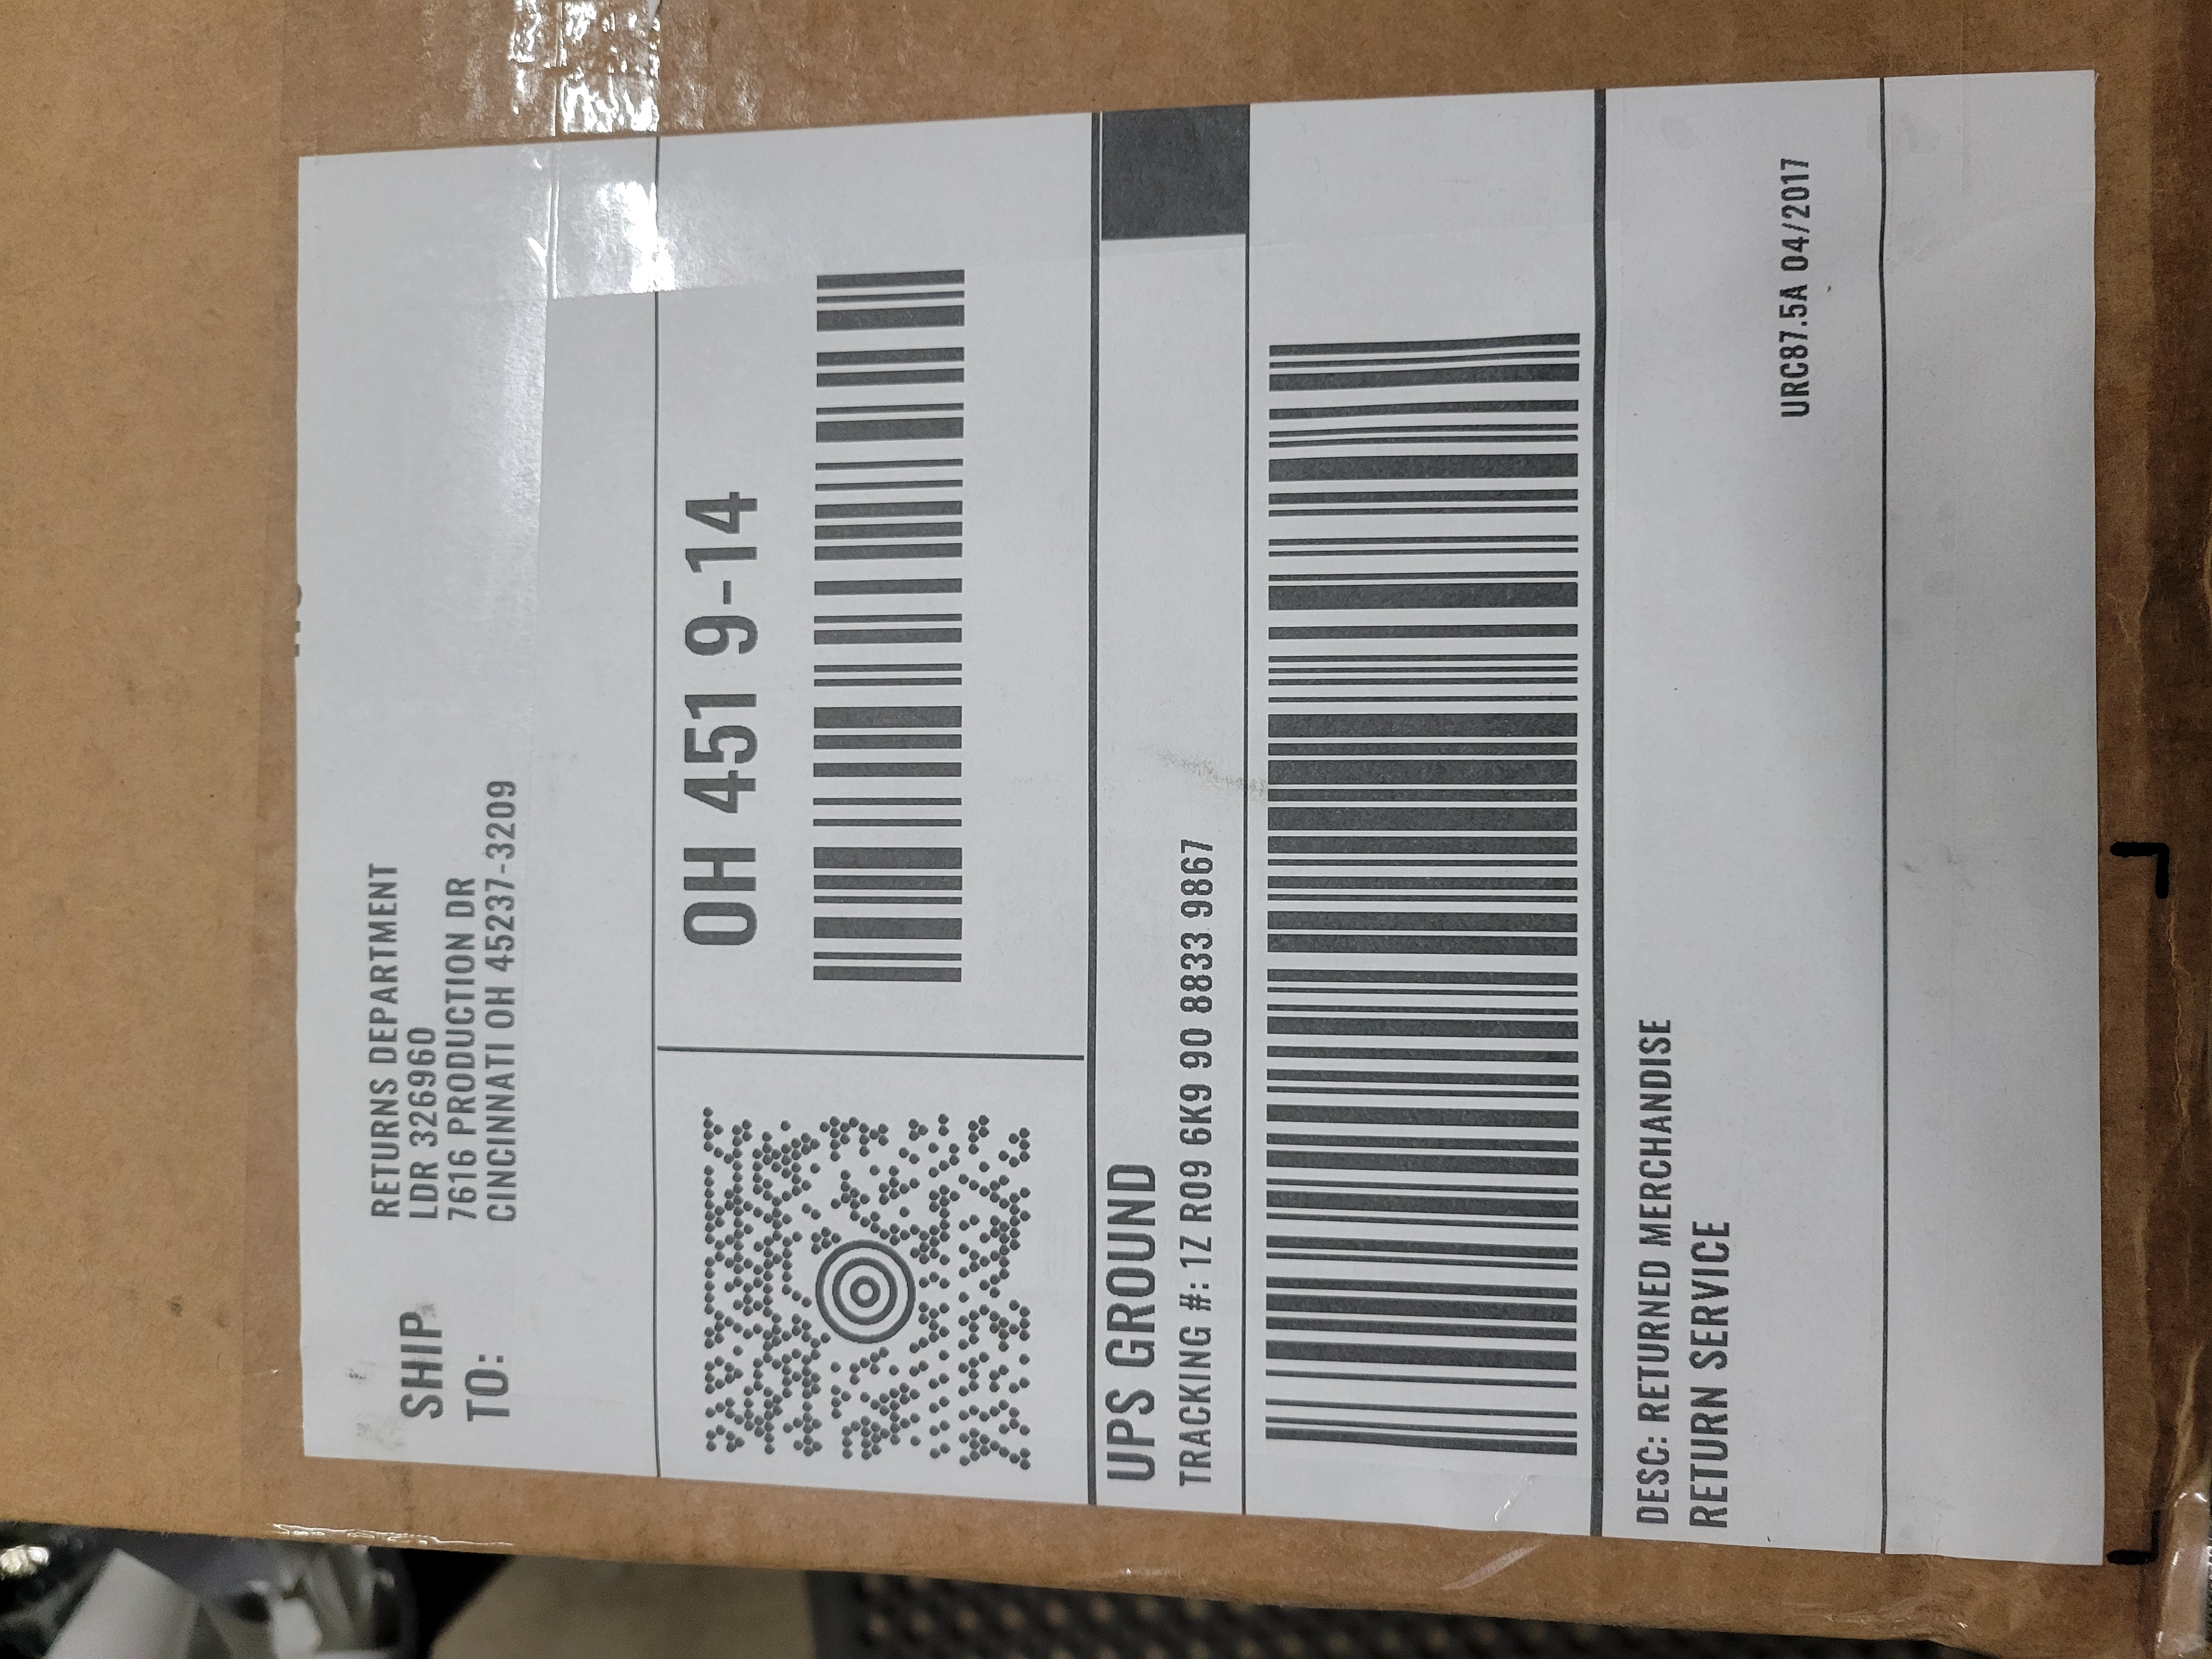 SHIP
TO:
RETURNS DEPARTMENT
LDR 326960
7616 PRODUCTION DR
CINCINNATI OH 45237-3209
OH 451 9-14
UPS GROUND
TRACKING #: 1Z R09 6K9 90 8833 9867
DESC: RETURNED MERCHANDISE
RETURN SERVICE
URC87.5A 04/2017